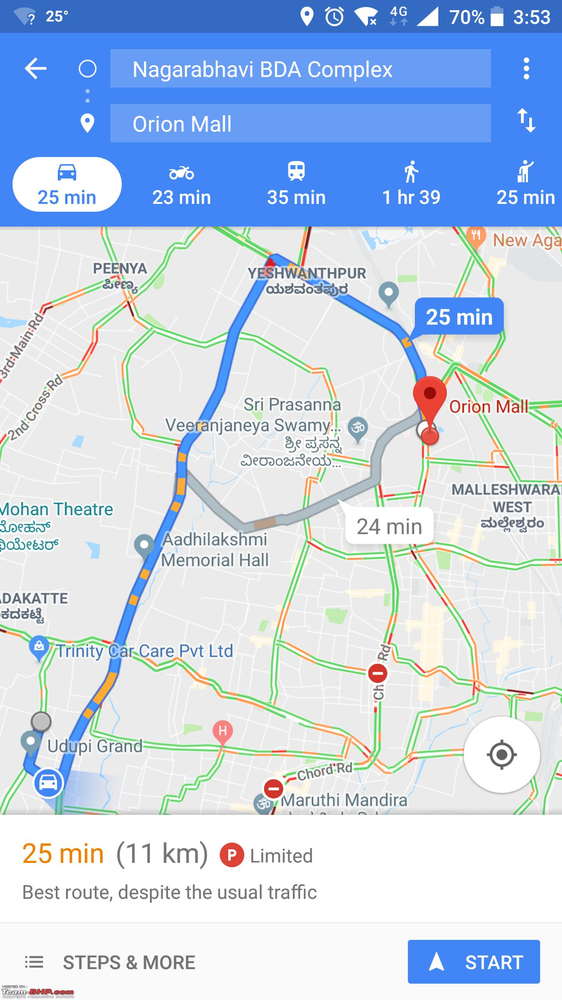 25°
4G
70%
3:53
Nagarabhavi BDA Complex
Orion Mall
25 min
23 min
35 min
1 hr 39
25 min
New Aga
PEENYA
ಪೀಣ್ಯ
YESHWANTHPUR
ಯಶವಂತಪುರ
25 min
3rd Main Rd
2nd Cross Rd
Sri Prasanna
Veeranjaneya Swamy...
ಶ್ರೀ ಪ್ರಸನ್ನ
ವೀರಾಂಜನೇಯ...
Orion Mall
MALLESHWARA
WEST
ಮಲ್ಲೇಶ್ವರಂ
Mohan Theatre
ಮೋಹನ್
ಥಿಯೇಟರ್
24 min
Aadhilakshmi
Memorial Hall
ADAKATTE
ಕದಕಟ್ಟೆ
Trinity Car Care Pvt Ltd
Rd
Ch
H
Udupi Grand
Chord Rd
Maruthi Mandira
25 min (11 km) P Limited
Best route, despite the usual traffic
STEPS & MORE
START
HOSTED ON :
Team-BHP.com
copyright respective owners